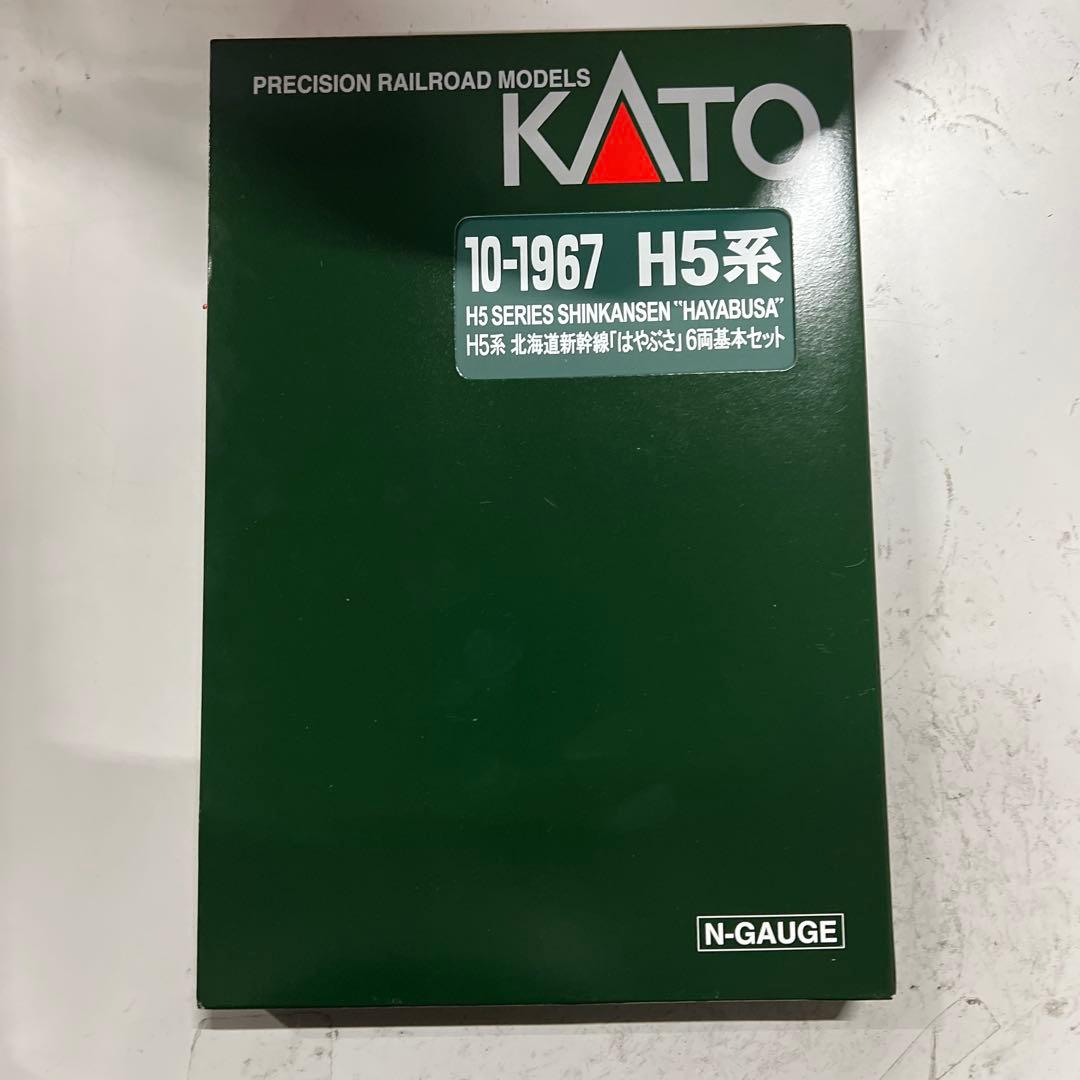 PRECISION RAILROAD MODELS
KATO
10-1967 H5系
H5 SERIES SHINKANSEN "HAYABUSA"
H5系 北海道新幹線「はやぶさ」6両基本セット
N-GAUGE